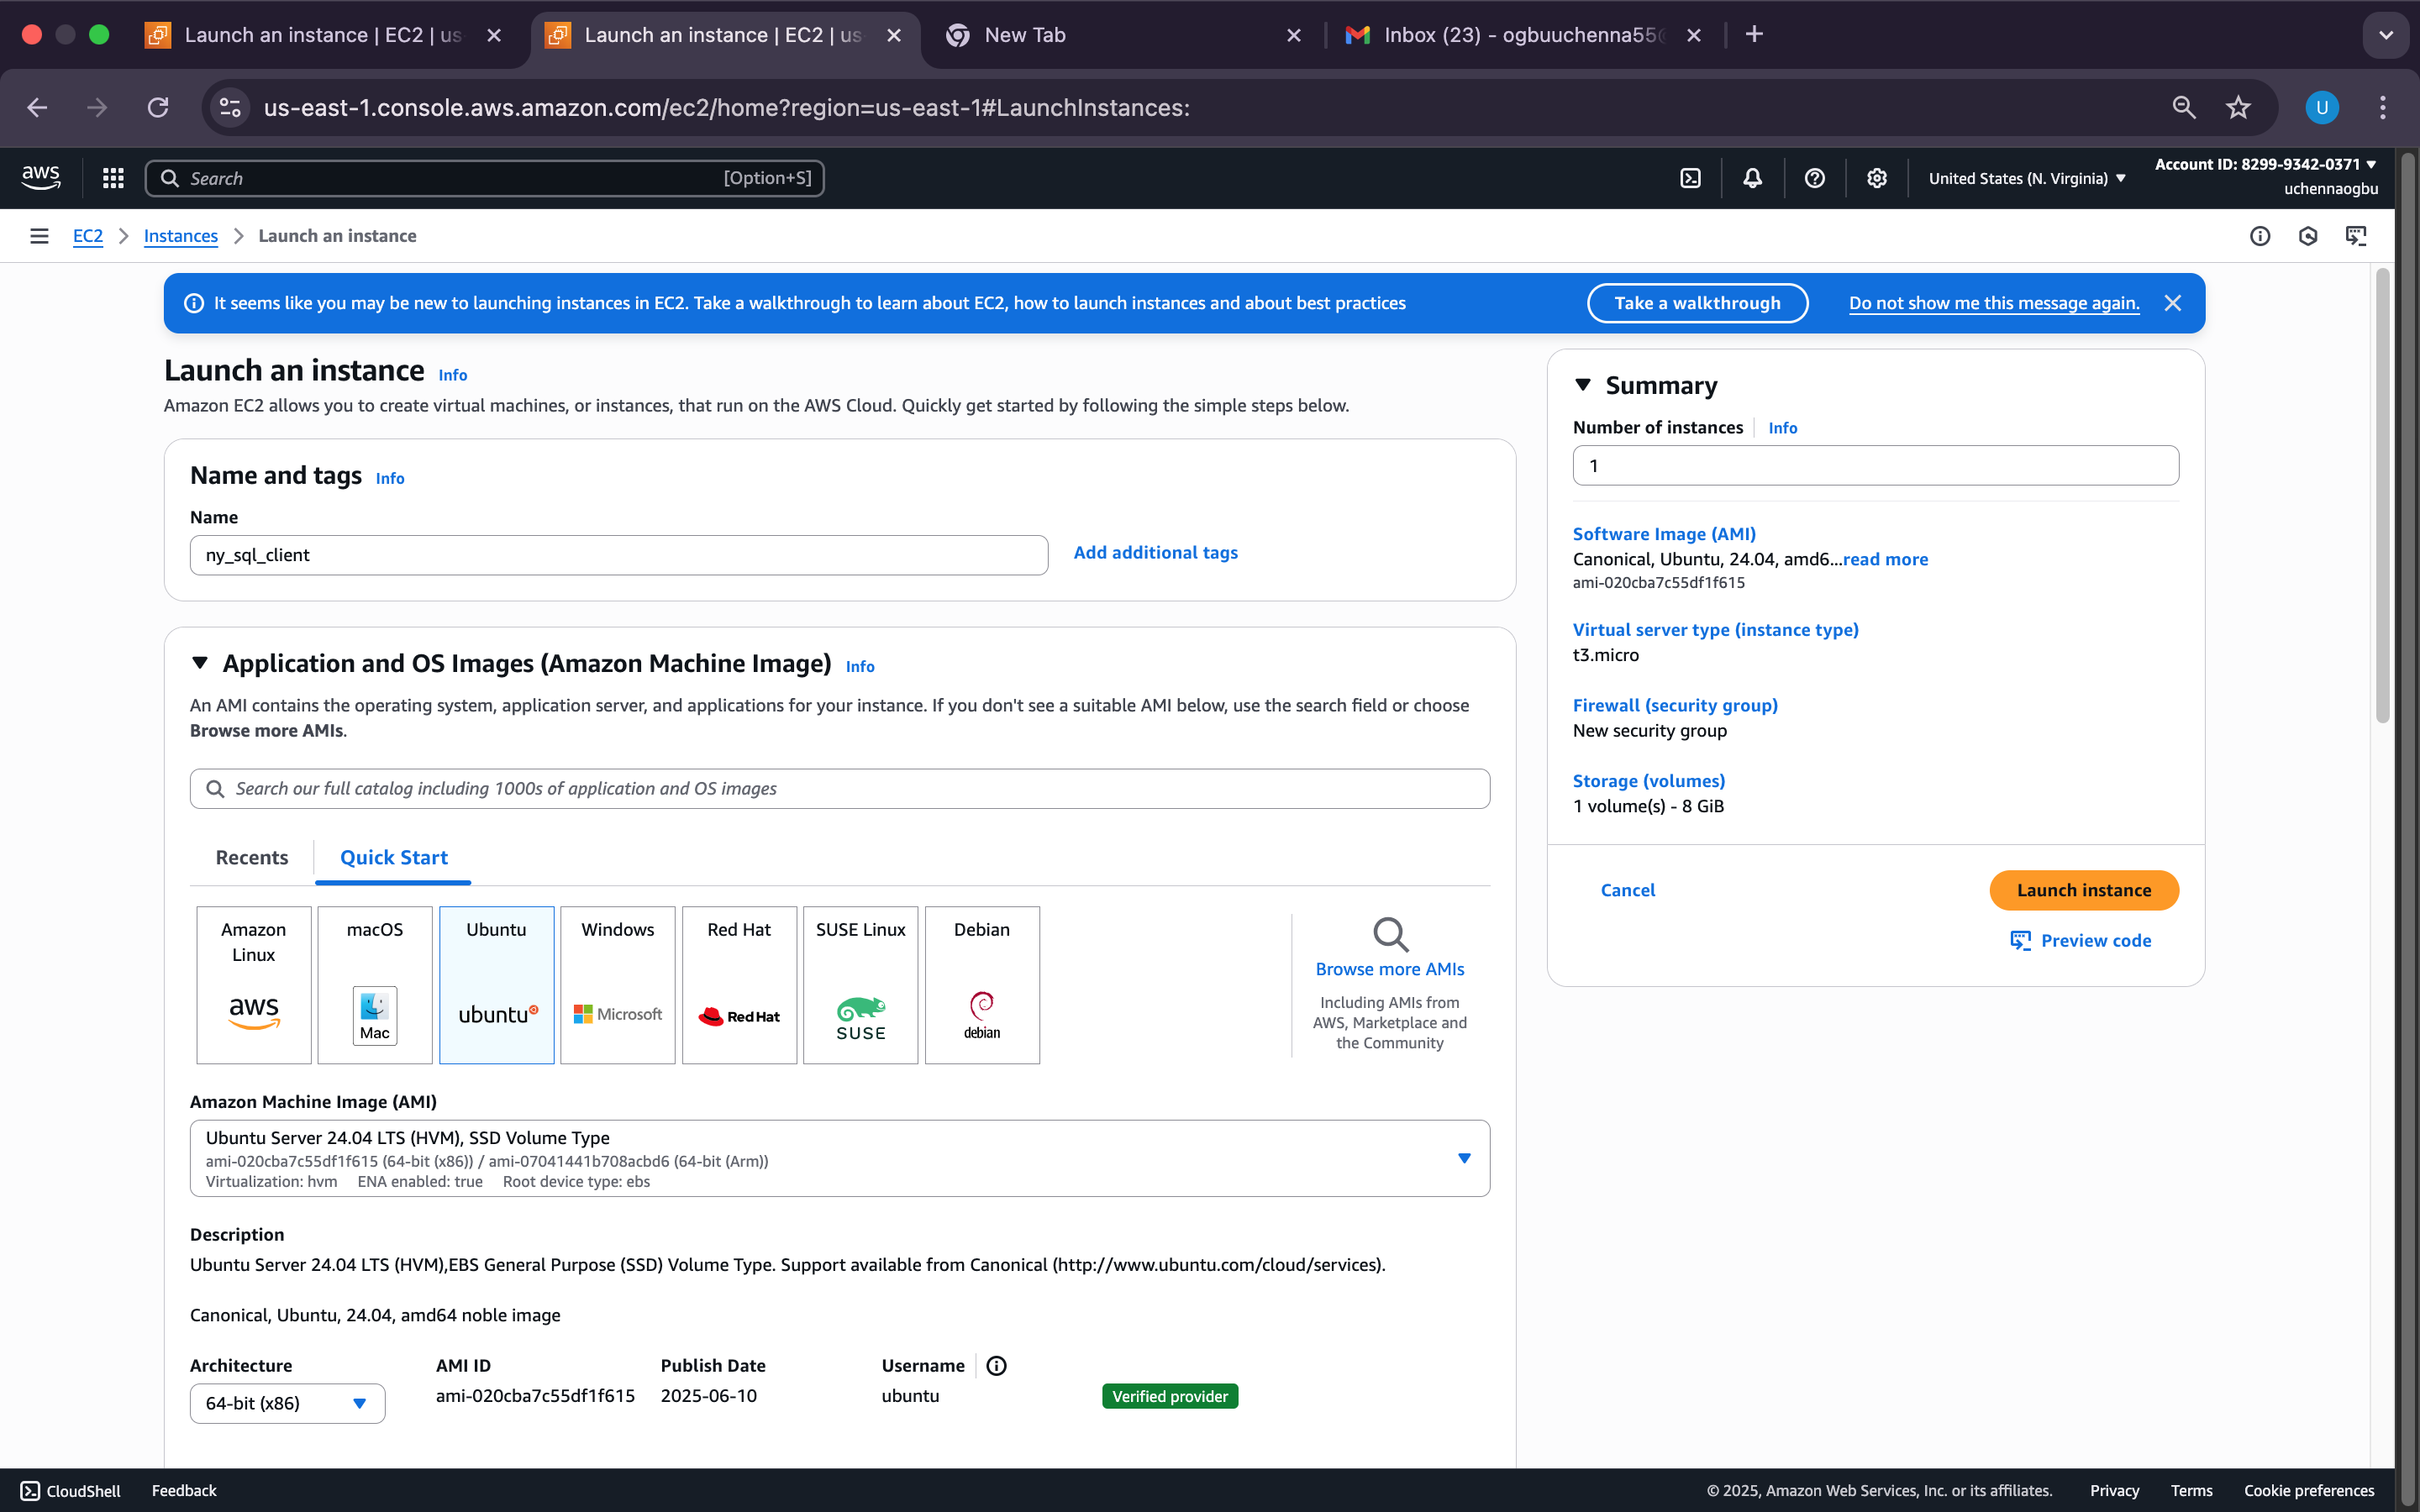 Launch an instance | EC2 | us-
Launch an instance | EC2 | us
New Tab
Inbox (23) - ogbuuchenna55@
us-east-1.console.aws.amazon.com/ec2/home?region=us-east-1#LaunchInstances:
U
aws
Search
[Option+S]
United States (N. Virginia)
Account ID: 8299-9342-0371
uchennaogbu
EC2 > Instances > Launch an instance
It seems like you may be new to launching instances in EC2. Take a walkthrough to learn about EC2, how to launch instances and about best practices
Take a walkthrough
Do not show me this message again.
Launch an instance Info
Amazon EC2 allows you to create virtual machines, or instances, that run on the AWS Cloud. Quickly get started by following the simple steps below.
Name and tags Info
Name
ny_sql_client
Add additional tags
Application and OS Images (Amazon Machine Image) Info
An AMI contains the operating system, application server, and applications for your instance. If you don't see a suitable AMI below, use the search field or choose
Browse more AMIs.
Search our full catalog including 1000s of application and OS images
Recents
Quick Start
Amazon
Linux
aws
macOS
Mac
Ubuntu
ubuntu
Windows
Microsoft
Red Hat
Red Hat
SUSE Linux
SUSE
Debian
debian
Browse more AMIs
Including AMIs from
AWS, Marketplace and
the Community
Amazon Machine Image (AMI)
Ubuntu Server 24.04 LTS (HVM), SSD Volume Type
ami-020cba7c55df1f615 (64-bit (x86)) / ami-07041441b708acbd6 (64-bit (Arm))
Virtualization: hvm ENA enabled: true Root device type: ebs
Description
Ubuntu Server 24.04 LTS (HVM),EBS General Purpose (SSD) Volume Type. Support available from Canonical (http://www.ubuntu.com/cloud/services).
Canonical, Ubuntu, 24.04, amd64 noble image
Architecture
64-bit (x86)
AMI ID
ami-020cba7c55df1f615
Publish Date
2025-06-10
Username
ubuntu
Verified provider
Summary
Number of instances Info
1
Software Image (AMI)
Canonical, Ubuntu, 24.04, amd6...read more
ami-020cba7c55df1f615
Virtual server type (instance type)
t3.micro
Firewall (security group)
New security group
Storage (volumes)
1 volume(s) - 8 GiB
Cancel
Launch instance
Preview code
CloudShell
Feedback
© 2025, Amazon Web Services, Inc. or its affiliates.
Privacy
Terms
Cookie preferences